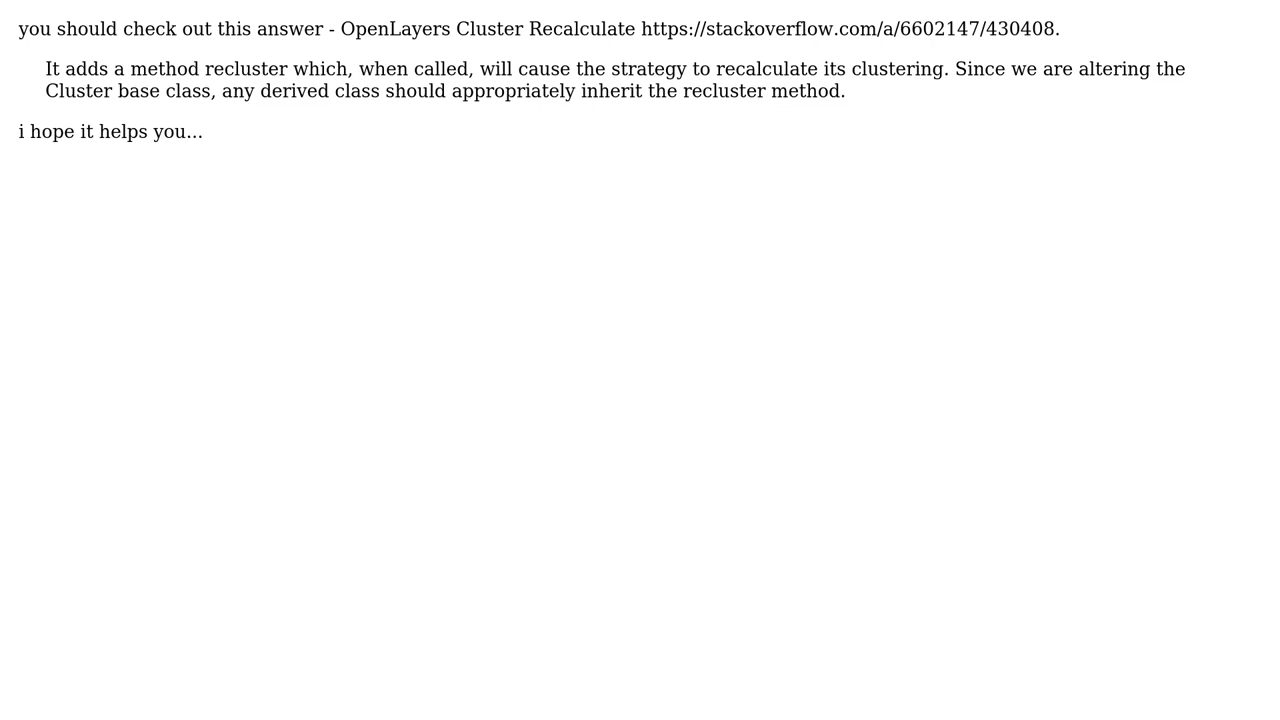 you should check out this answer - OpenLayers Cluster Recalculate https://stackoverflow.com/a/6602147/430408.
It adds a method recluster which, when called, will cause the strategy to recalculate its clustering. Since we are altering the
Cluster base class, any derived class should appropriately inherit the recluster method.
i hope it helps you...